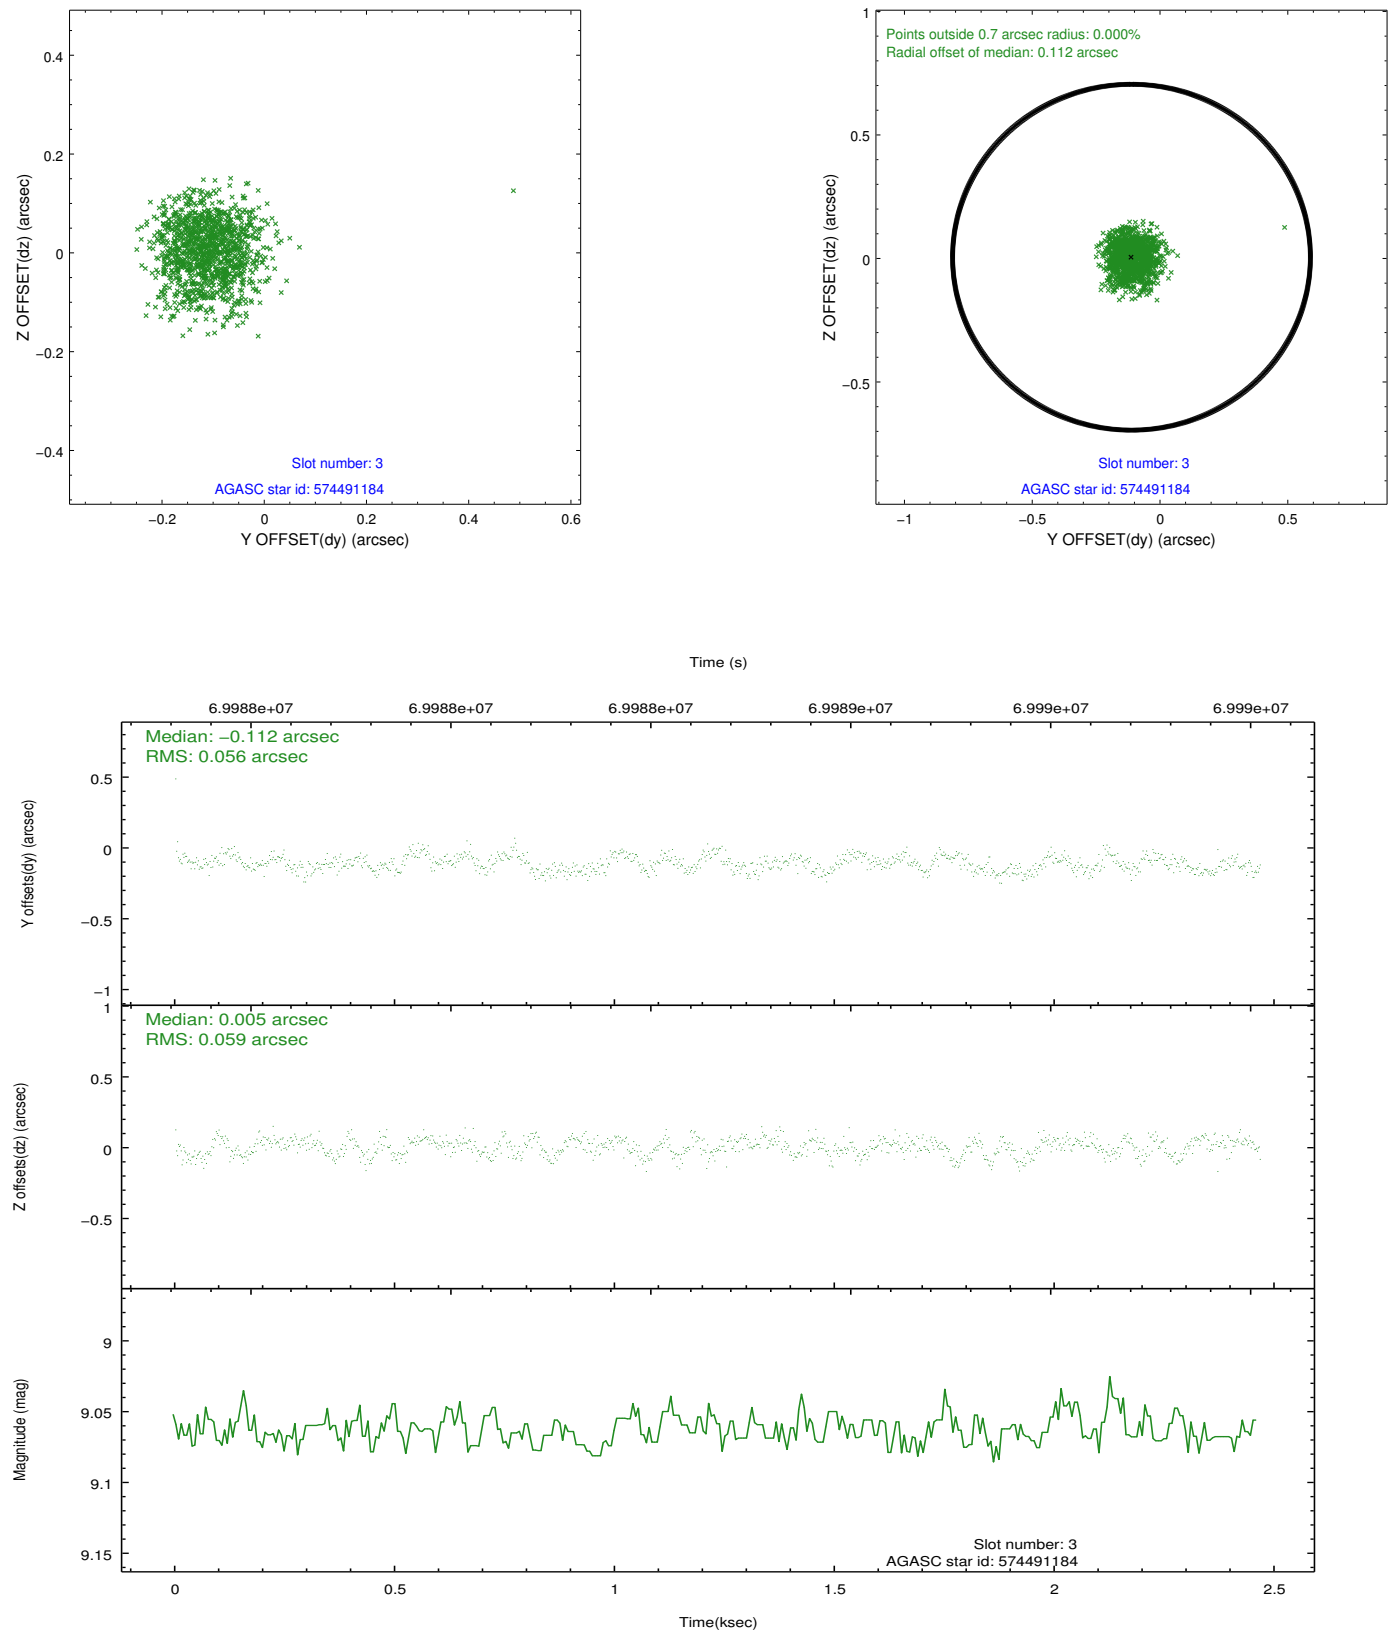 0.4
0.2
0
−0.2
−0.4
Z OFFSET(dz) (arcsec)
Slot number: 3
AGASC star id: 574491184
−0.2 0 0.2 0.4 0.6
Y OFFSET(dy) (arcsec)
Points outside 0.7 arcsec radius: 0.000%
Radial offset of median: 0.112 arcsec
1
0.5
0
−0.5
Z OFFSET(dz) (arcsec)
Slot number: 3
AGASC star id: 574491184
−1 −0.5 0 0.5
Y OFFSET(dy) (arcsec)
Time (s)
6.9988e+07 6.9988e+07 6.9988e+07 6.9989e+07 6.999e+07 6.999e+07
Median: −0.112 arcsec
RMS: 0.056 arcsec
0.5
0
−0.5
−1
Y offsets(dy) (arcsec)
Median: 0.005 arcsec
RMS: 0.059 arcsec
1
0.5
0
−0.5
Z offsets(dz) (arcsec)
9
9.05
9.1
9.15
Magnitude (mag)
Slot number: 3
AGASC star id: 574491184
0 0.5 1 1.5 2 2.5
Time(ksec)